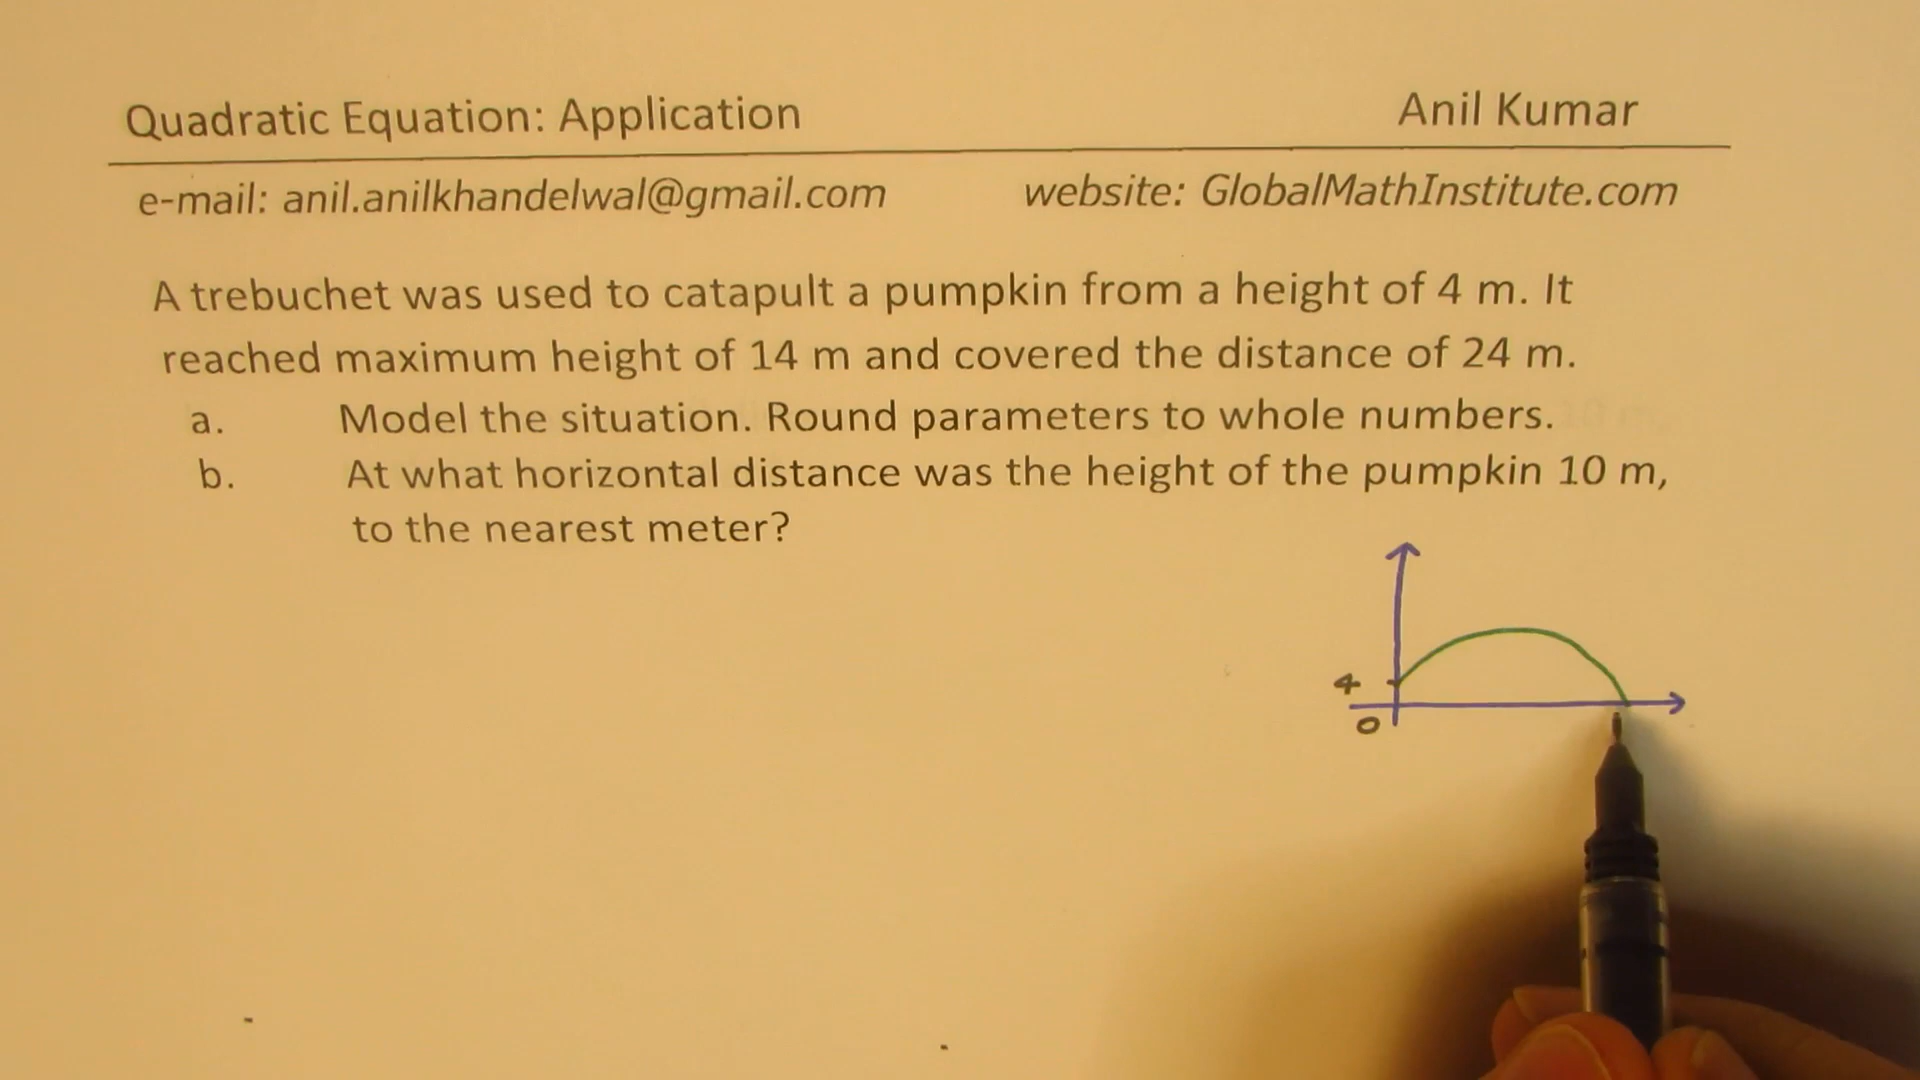 Quadratic Equation: Application Anil Kumar
e-mail: anil.anilkhandelwal@gmail.com website: GlobalMathInstitute.com
A trebuchet was used to catapult a pumpkin from a height of 4 m. It
reached maximum height of 14 m and covered the distance of 24 m.
a. Model the situation. Round parameters to whole numbers.
b. At what horizontal distance was the height of the pumpkin 10 m,
to the nearest meter?
4
0